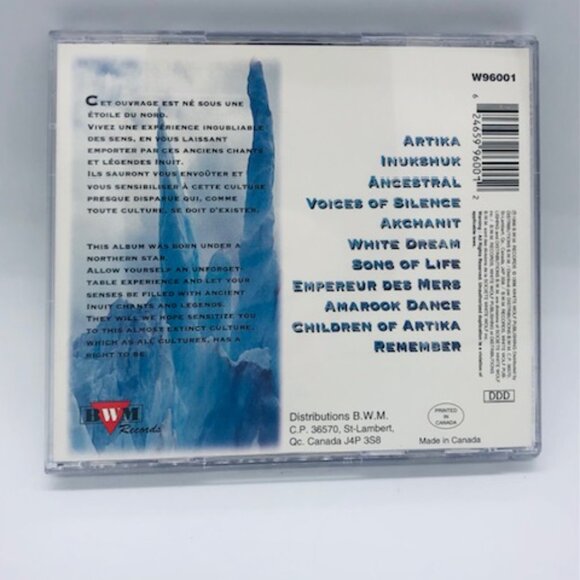 W96001
6 24659 96001 2
CET OUVRAGE EST NÉ SOUS UNE
ÉTOILE DU NORD.
VIVEZ UNE EXPÉRIENCE INOUBLIABLE
DES SENS, EN VOUS LAISSANT
EMPORTER PAR CES ANCIENS CHANTS
ET LÉGENDES INUIT.
ILS SAURONT VOUS ENVOÛTER ET
VOUS SENSIBILISER À CETTE CULTURE
PRESQUE DISPARUE QUI, COMME
TOUTE CULTURE, SE DOIT D'EXISTER.
THIS ALBUM WAS BORN UNDER A
NORTHERN STAR.
ALLOW YOURSELF AN UNFORGET-
TABLE EXPERIENCE AND LET YOUR
SENSES BE FILLED WITH ANCIENT
INUIT CHANTS AND LEGENDS.
THEY WILL WE HOPE SENSITIZE YOU
TO THIS ALMOST EXTINCT CULTURE,
WHICH AS ALL CULTURES, HAS A
RIGHT TO BE.
ARTIKA
INUKSHUK
ANCESTRAL
VOICES OF SILENCE
AKCHANIT
WHITE DREAM
SONG OF LIFE
EMPEREUR DES MERS
AMAROOK DANCE
CHILDREN OF ARTIKA
REMEMBER
BWM
Records
Distributions B.W.M.
C.P. 36570, St-Lambert,
Qc. Canada J4P 3S8
PRINTED
IN
CANADA
Made in Canada
DDD